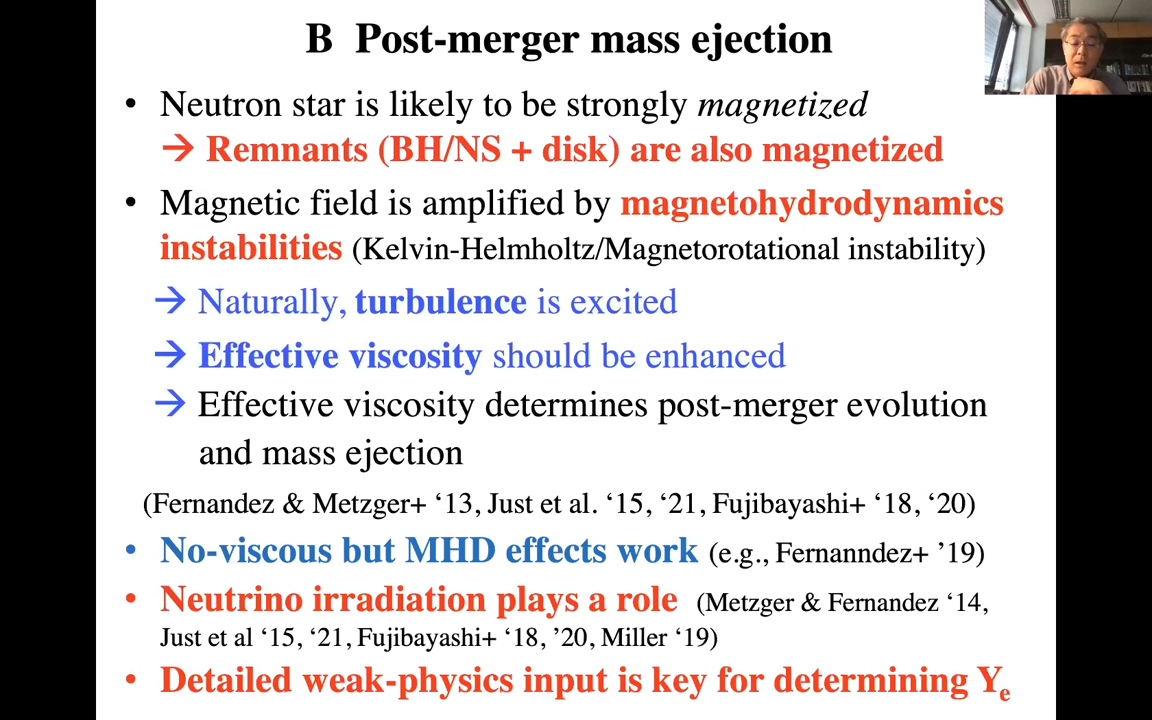 B Post-merger mass ejection
• Neutron star is likely to be strongly magnetized
→ Remnants (BH/NS + disk) are also magnetized
• Magnetic field is amplified by magnetohydrodynamics
instabilities (Kelvin-Helmholtz/Magnetorotational instability)
→ Naturally, turbulence is excited
→ Effective viscosity should be enhanced
→ Effective viscosity determines post-merger evolution
and mass ejection
(Fernandez & Metzger+ ‘13, Just et al. ‘15, ‘21, Fujibayashi+ ‘18, ‘20)
• No-viscous but MHD effects work (e.g., Fernanndez+ ’19)
• Neutrino irradiation plays a role (Metzger & Fernandez ‘14,
Just et al ‘15, ‘21, Fujibayashi+ ‘18, ’20, Miller ‘19)
• Detailed weak-physics input is key for determining Yₑ